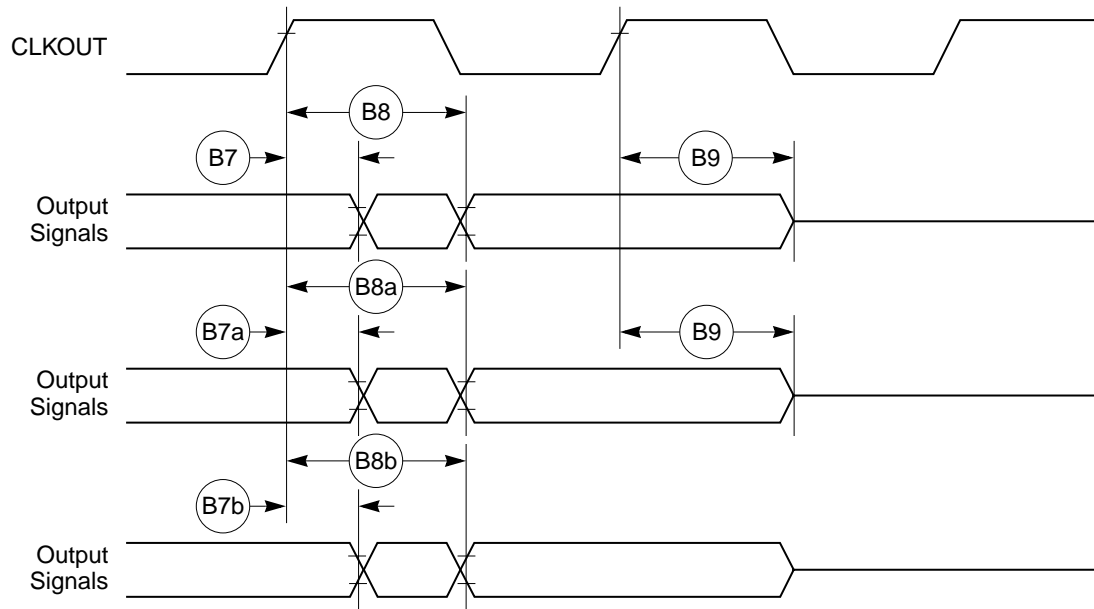 CLKOUT
B8
B7
B9
Output
Signals
B8a
B7a
B9
Output
Signals
B8b
B7b
Output
Signals